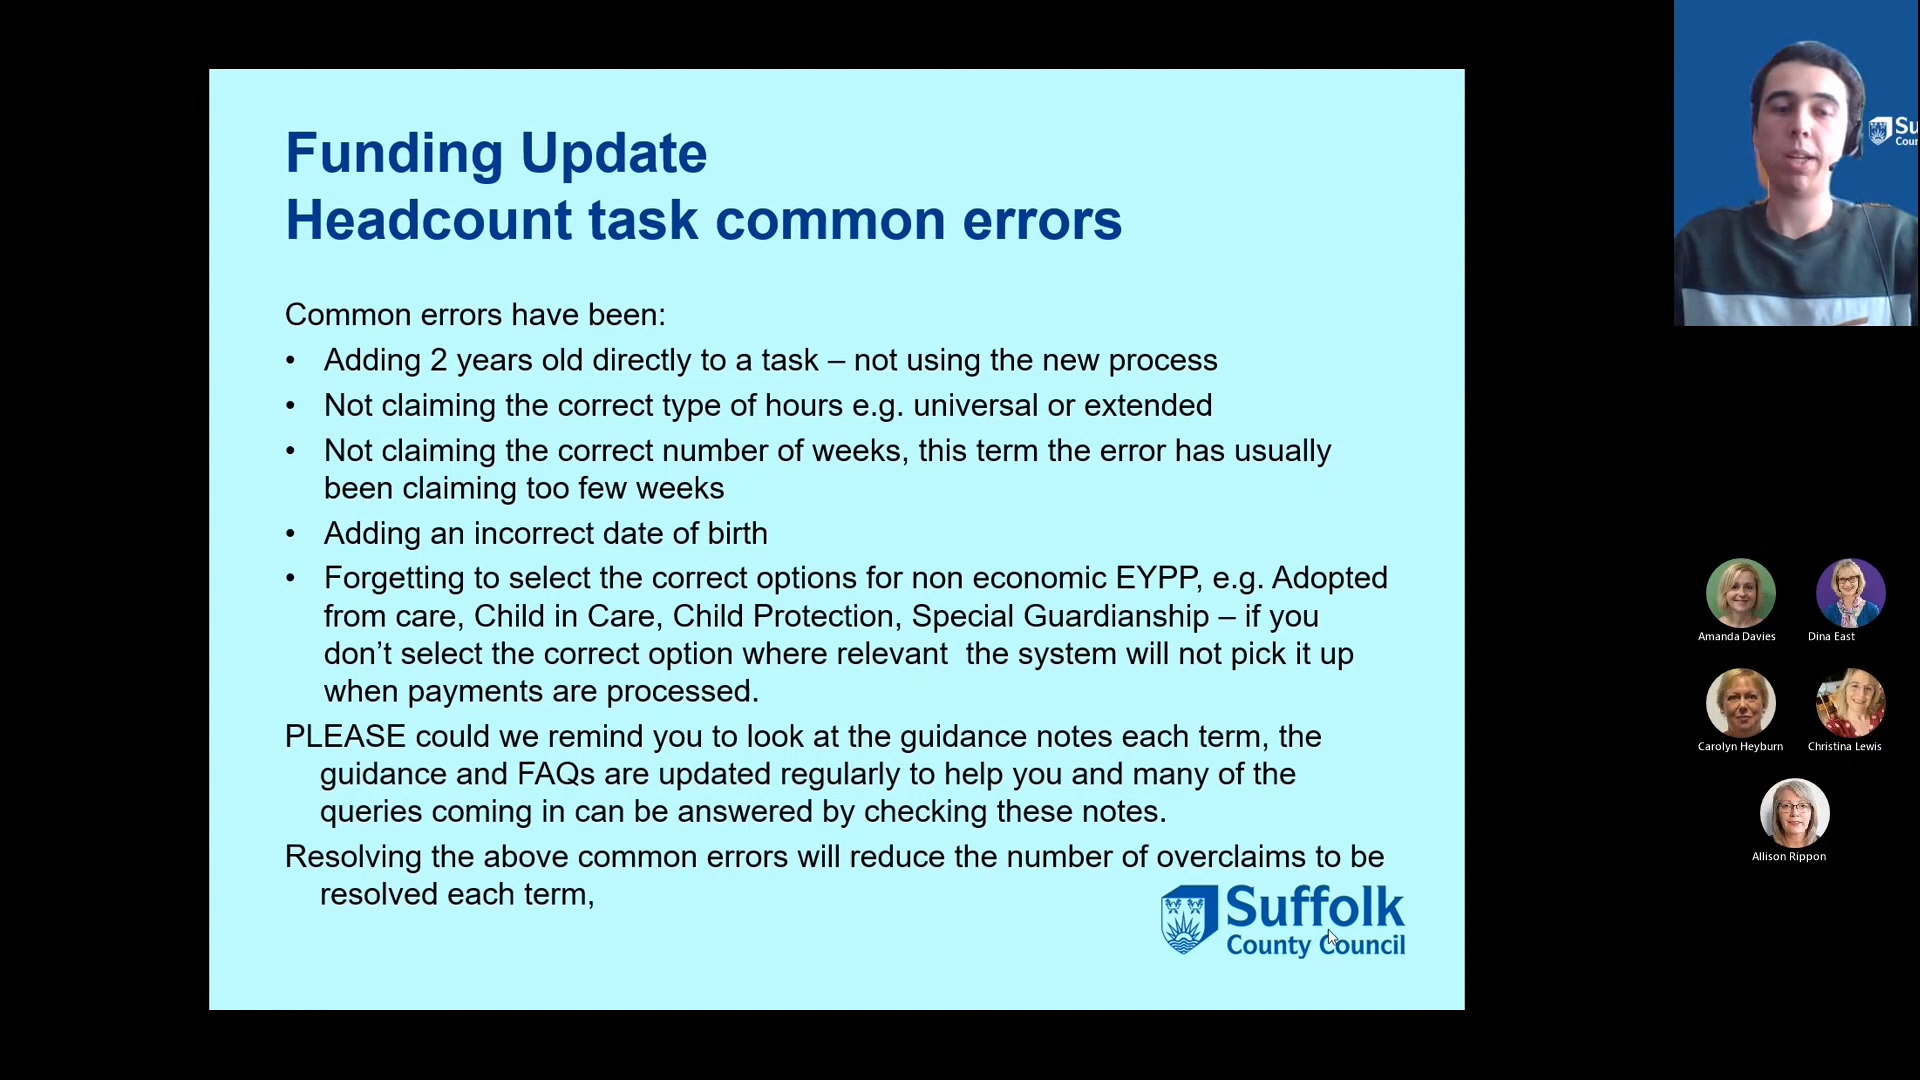 Funding Update
Headcount task common errors
Common errors have been:
• Adding 2 years old directly to a task – not using the new process
• Not claiming the correct type of hours e.g. universal or extended
• Not claiming the correct number of weeks, this term the error has usually
been claiming too few weeks
• Adding an incorrect date of birth
• Forgetting to select the correct options for non economic EYPP, e.g. Adopted
from care, Child in Care, Child Protection, Special Guardianship – if you
don’t select the correct option where relevant  the system will not pick it up
when payments are processed.
PLEASE could we remind you to look at the guidance notes each term, the
guidance and FAQs are updated regularly to help you and many of the
queries coming in can be answered by checking these notes.
Resolving the above common errors will reduce the number of overclaims to be
resolved each term,
Suffolk
County Council
Su
Cour
Amanda Davies
Dina East
Carolyn Heyburn
Christina Lewis
Allison Rippon